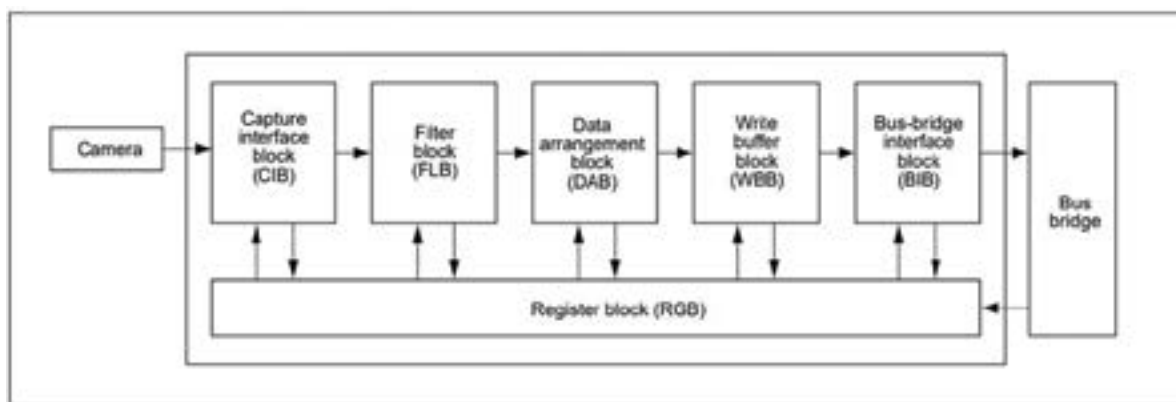 Camera
Capture
interface
block
(CIB)
Filter
block
(FLB)
Data
arrangement
block
(DAB)
Write
buffer
block
(WBB)
Bus-bridge
interface
block
(BIB)
Bus
bridge
Register block (RGB)